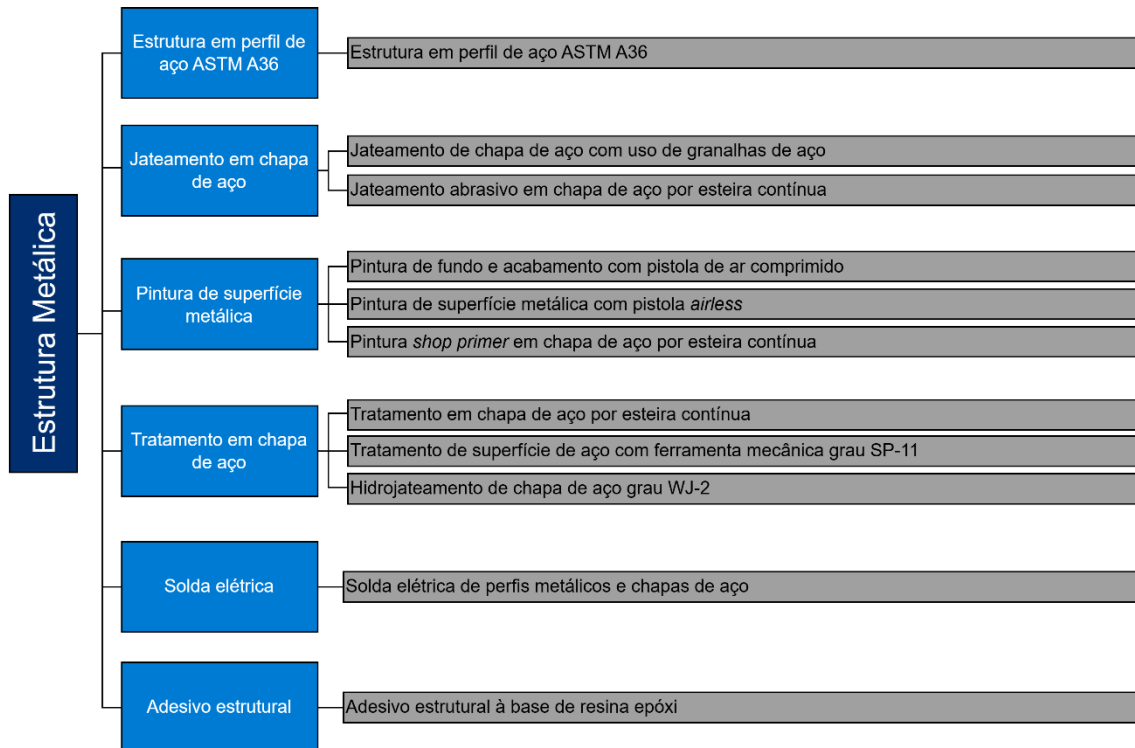 Estrutura Metálica
Estrutura em perfil de
aço ASTM A36
Estrutura em perfil de aço ASTM A36
Jateamento em chapa
de aço
Jateamento de chapa de aço com uso de granalhas de aço
Jateamento abrasivo em chapa de aço por esteira contínua
Pintura de superfície
metálica
Pintura de fundo e acabamento com pistola de ar comprimido
Pintura de superfície metálica com pistola airless
Pintura shop primer em chapa de aço por esteira contínua
Tratamento em chapa
de aço
Tratamento em chapa de aço por esteira contínua
Tratamento de superfície de aço com ferramenta mecânica grau SP-11
Hidrojateamento de chapa de aço grau WJ-2
Solda elétrica
Solda elétrica de perfis metálicos e chapas de aço
Adesivo estrutural
Adesivo estrutural à base de resina epóxi